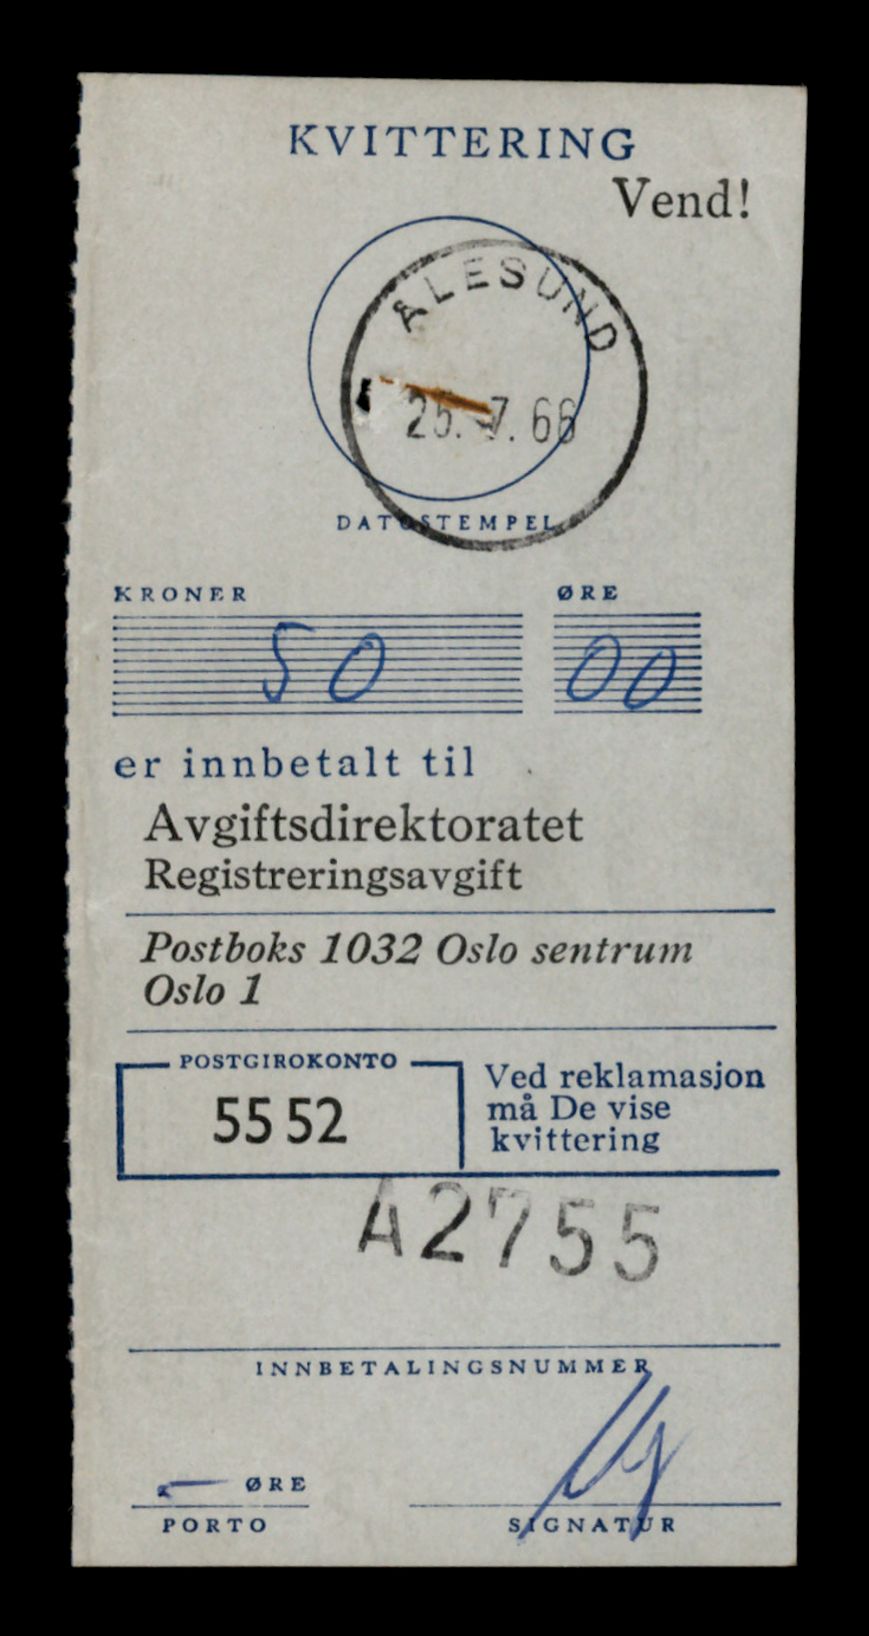 KVITTERING
Vend!
ÅLESUND
25. 7. 66
DATOSTEMPEL
KRONER ØRE
50 00
er innbetalt til
Avgiftsdirektoratet
Registreringsavgift
Postboks 1032 Oslo sentrum
Oslo 1
POSTGIROKONTO
55 52
Ved reklamasjon
må De vise
kvittering
A2755
INNBETALINGSNUMMER
- ØRE
PORTO
SIGNATUR